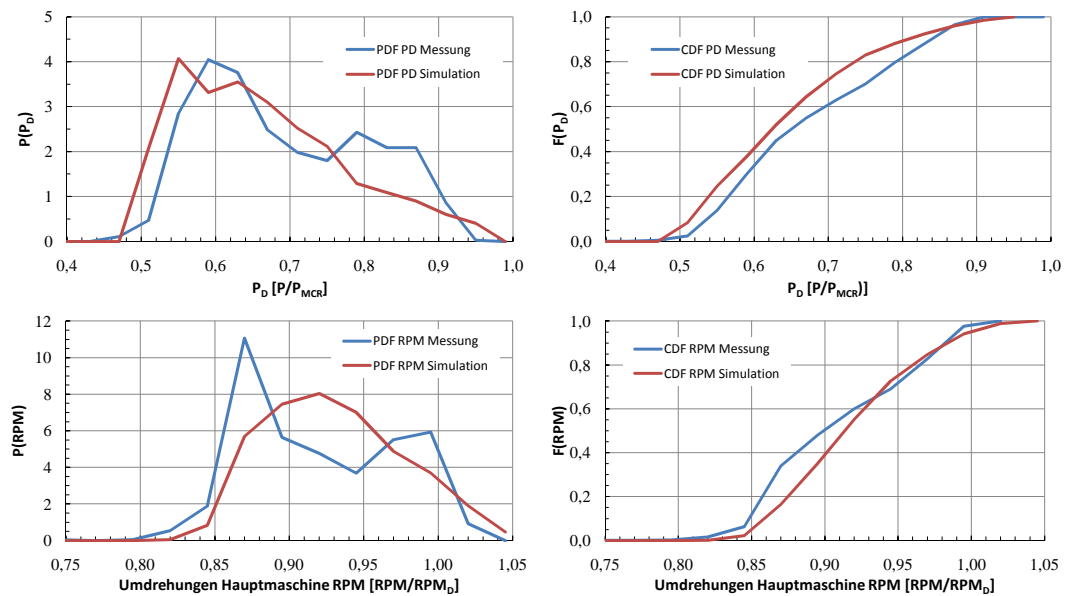 5
4
3
2
1
0
P(P_D)
PDF PD Messung
PDF PD Simulation
0,4 0,5 0,6 0,7 0,8 0,9 1,0
P_D [P/P_MCR]
1,0
0,8
0,6
0,4
0,2
0,0
F(P_D)
CDF PD Messung
CDF PD Simulation
0,4 0,5 0,6 0,7 0,8 0,9 1,0
P_D [P/P_MCR)]
12
10
8
6
4
2
0
P(RPM)
PDF RPM Messung
PDF RPM Simulation
0,75 0,80 0,85 0,90 0,95 1,00 1,05
Umdrehungen Hauptmaschine RPM [RPM/RPM_D]
1,0
0,8
0,6
0,4
0,2
0,0
F(RPM)
CDF RPM Messung
CDF RPM Simulation
0,75 0,80 0,85 0,90 0,95 1,00 1,05
Umdrehungen Hauptmaschine RPM [RPM/RPM_D]